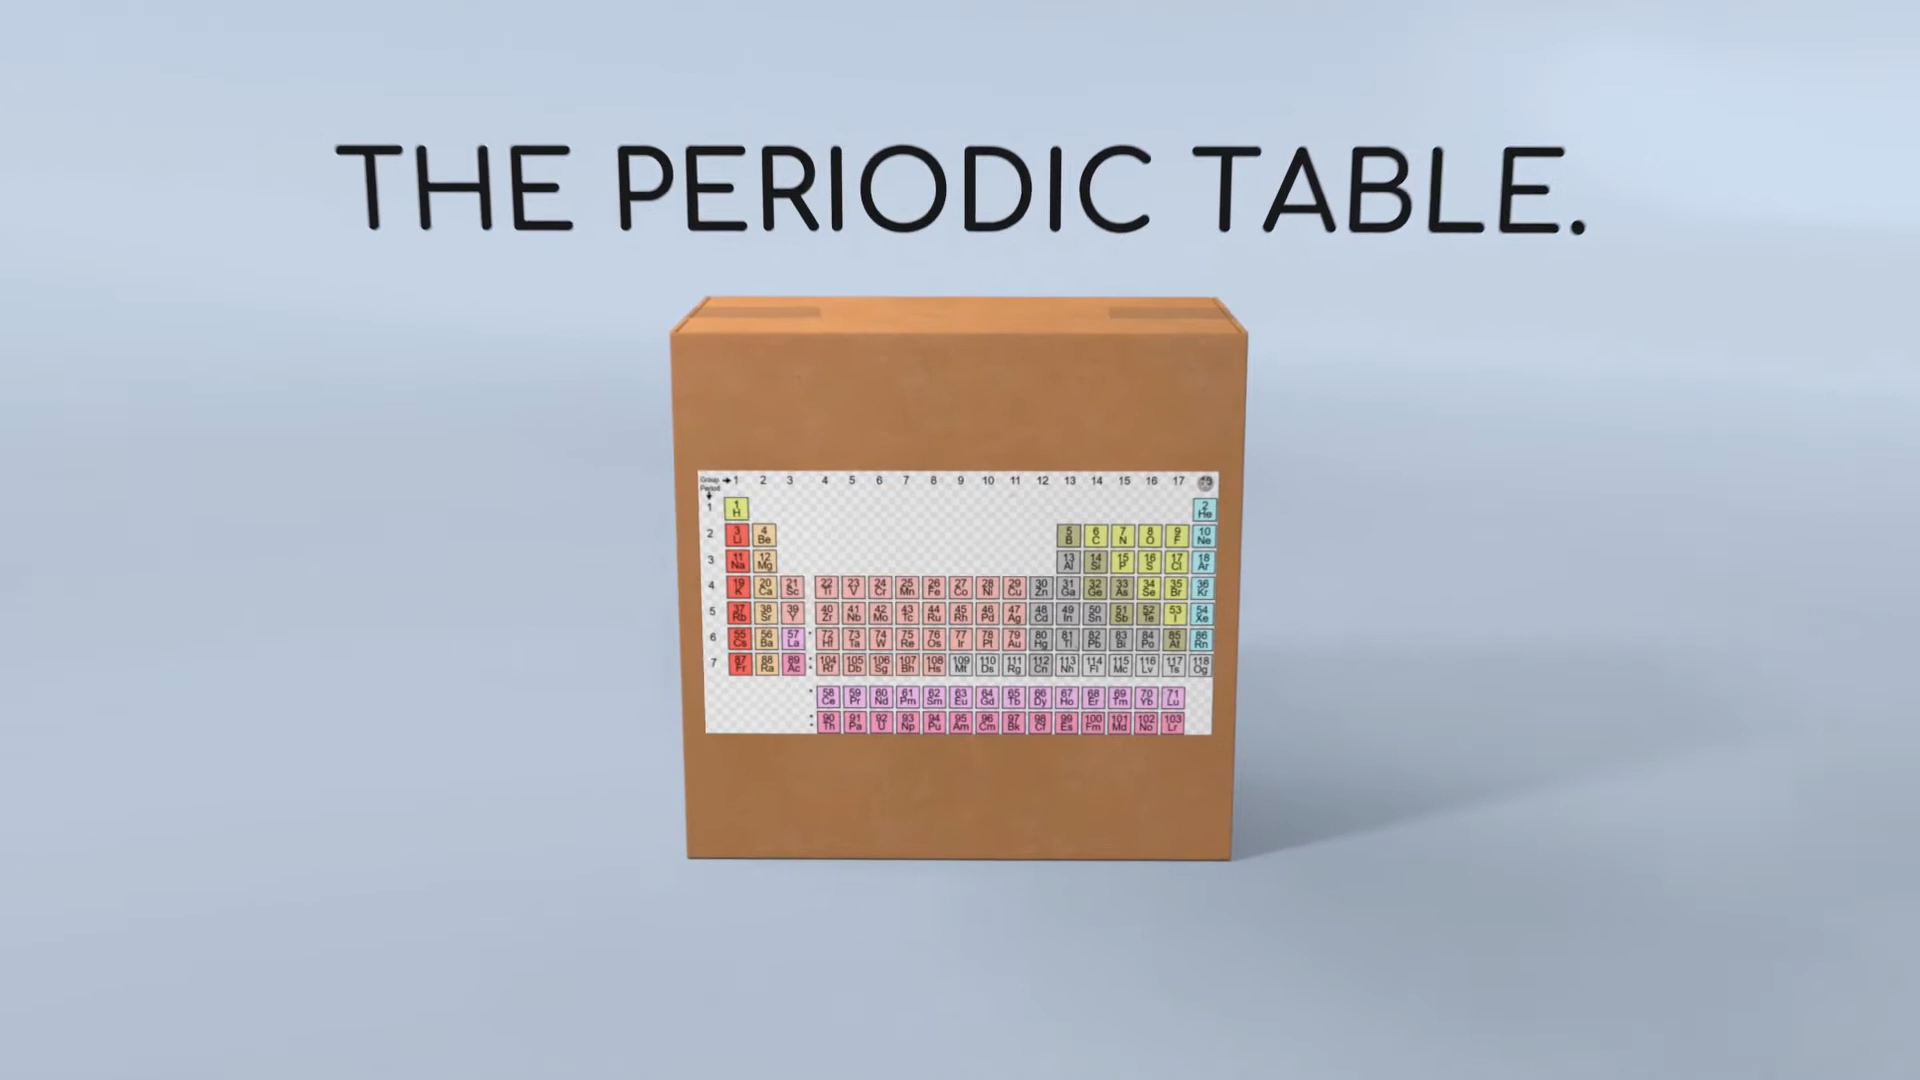 THE PERIODIC TABLE.
Group → 1 2 3 4 5 6 7 8 9 10 11 12 13 14 15 16 17 18
Period
1 1 H 2 He
2 3 Li 4 Be 5 B 6 C 7 N 8 O 9 F 10 Ne
3 11 Na 12 Mg 13 Al 14 Si 15 P 16 S 17 Cl 18 Ar
4 19 K 20 Ca 21 Sc 22 Ti 23 V 24 Cr 25 Mn 26 Fe 27 Co 28 Ni 29 Cu 30 Zn 31 Ga 32 Ge 33 As 34 Se 35 Br 36 Kr
5 37 Rb 38 Sr 39 Y 40 Zr 41 Nb 42 Mo 43 Tc 44 Ru 45 Rh 46 Pd 47 Ag 48 Cd 49 In 50 Sn 51 Sb 52 Te 53 I 54 Xe
6 55 Cs 56 Ba 57 La * 72 Hf 73 Ta 74 W 75 Re 76 Os 77 Ir 78 Pt 79 Au 80 Hg 81 Tl 82 Pb 83 Bi 84 Po 85 At 86 Rn
7 87 Fr 88 Ra 89 Ac * * 104 Rf 105 Db 106 Sg 107 Bh 108 Hs 109 Mt 110 Ds 111 Rg 112 Cn 113 Nh 114 Fl 115 Mc 116 Lv 117 Ts 118 Og
* 58 Ce 59 Pr 60 Nd 61 Pm 62 Sm 63 Eu 64 Gd 65 Tb 66 Dy 67 Ho 68 Er 69 Tm 70 Yb 71 Lu
* * 90 Th 91 Pa 92 U 93 Np 94 Pu 95 Am 96 Cm 97 Bk 98 Cf 99 Es 100 Fm 101 Md 102 No 103 Lr